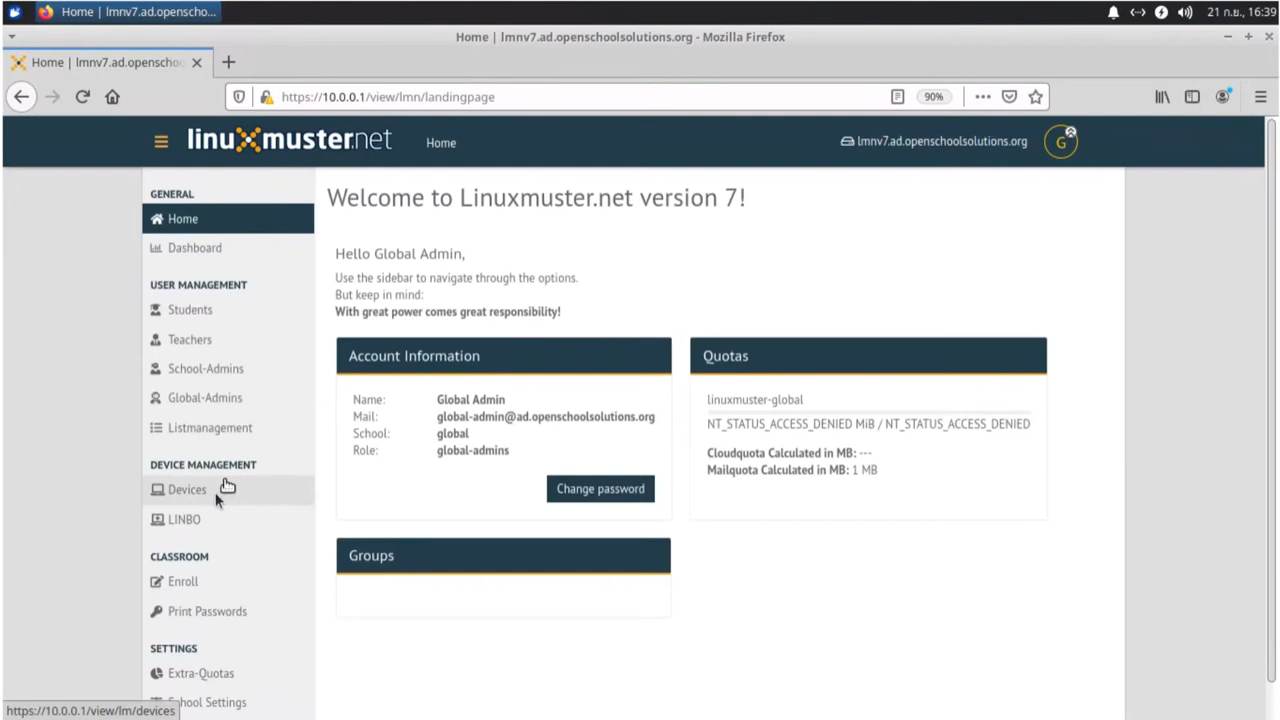 Home | lmnv7.ad.openscho...
21 ก.ย., 16:39
Home | lmnv7.ad.openschoolsolutions.org - Mozilla Firefox
Home | lmnv7.ad.openscho
https://10.0.0.1/view/lmn/landingpage
90%
linuxmuster.net
Home
lmnv7.ad.openschoolsolutions.org
G
GENERAL
Home
Dashboard
USER MANAGEMENT
Students
Teachers
School-Admins
Global-Admins
Listmanagement
DEVICE MANAGEMENT
Devices
LINBO
CLASSROOM
Enroll
Print Passwords
SETTINGS
Extra-Quotas
School Settings
Welcome to Linuxmuster.net version 7!
Hello Global Admin,
Use the sidebar to navigate through the options.
But keep in mind:
With great power comes great responsibility!
Account Information
Name: Global Admin
Mail: global-admin@ad.openschoolsolutions.org
School: global
Role: global-admins
Change password
Quotas
linuxmuster-global
NT_STATUS_ACCESS_DENIED MiB / NT_STATUS_ACCESS_DENIED
Cloudquota Calculated in MB: ---
Mailquota Calculated in MB: 1 MB
Groups
https://10.0.0.1/view/lm/devices